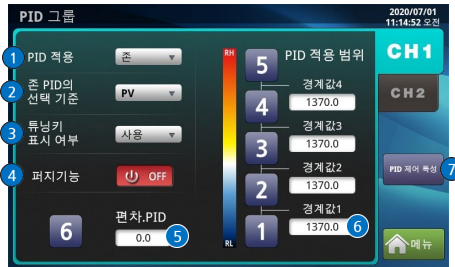 PID 그룹
2020/07/01
11:14:52 오전
1 PID 적용
존
2 존 PID의
선택 기준
PV
3 튜닝키
표시 여부
사용
4 퍼지기능
OFF
6
편차.PID
0.0 5
RH
RL
5 PID 적용 범위
경계값4
4 1370.0
경계값3
3 1370.0
경계값2
2 1370.0
경계값1
1 1370.0 6
CH1
CH2
PID 제어 특성 7
메뉴